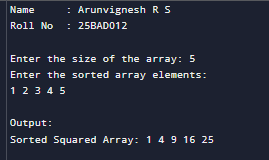 Name     : Arunvignesh R S
Roll No  : 25BAD012
Enter the size of the array: 5
Enter the sorted array elements:
1 2 3 4 5
Output:
Sorted Squared Array: 1 4 9 16 25